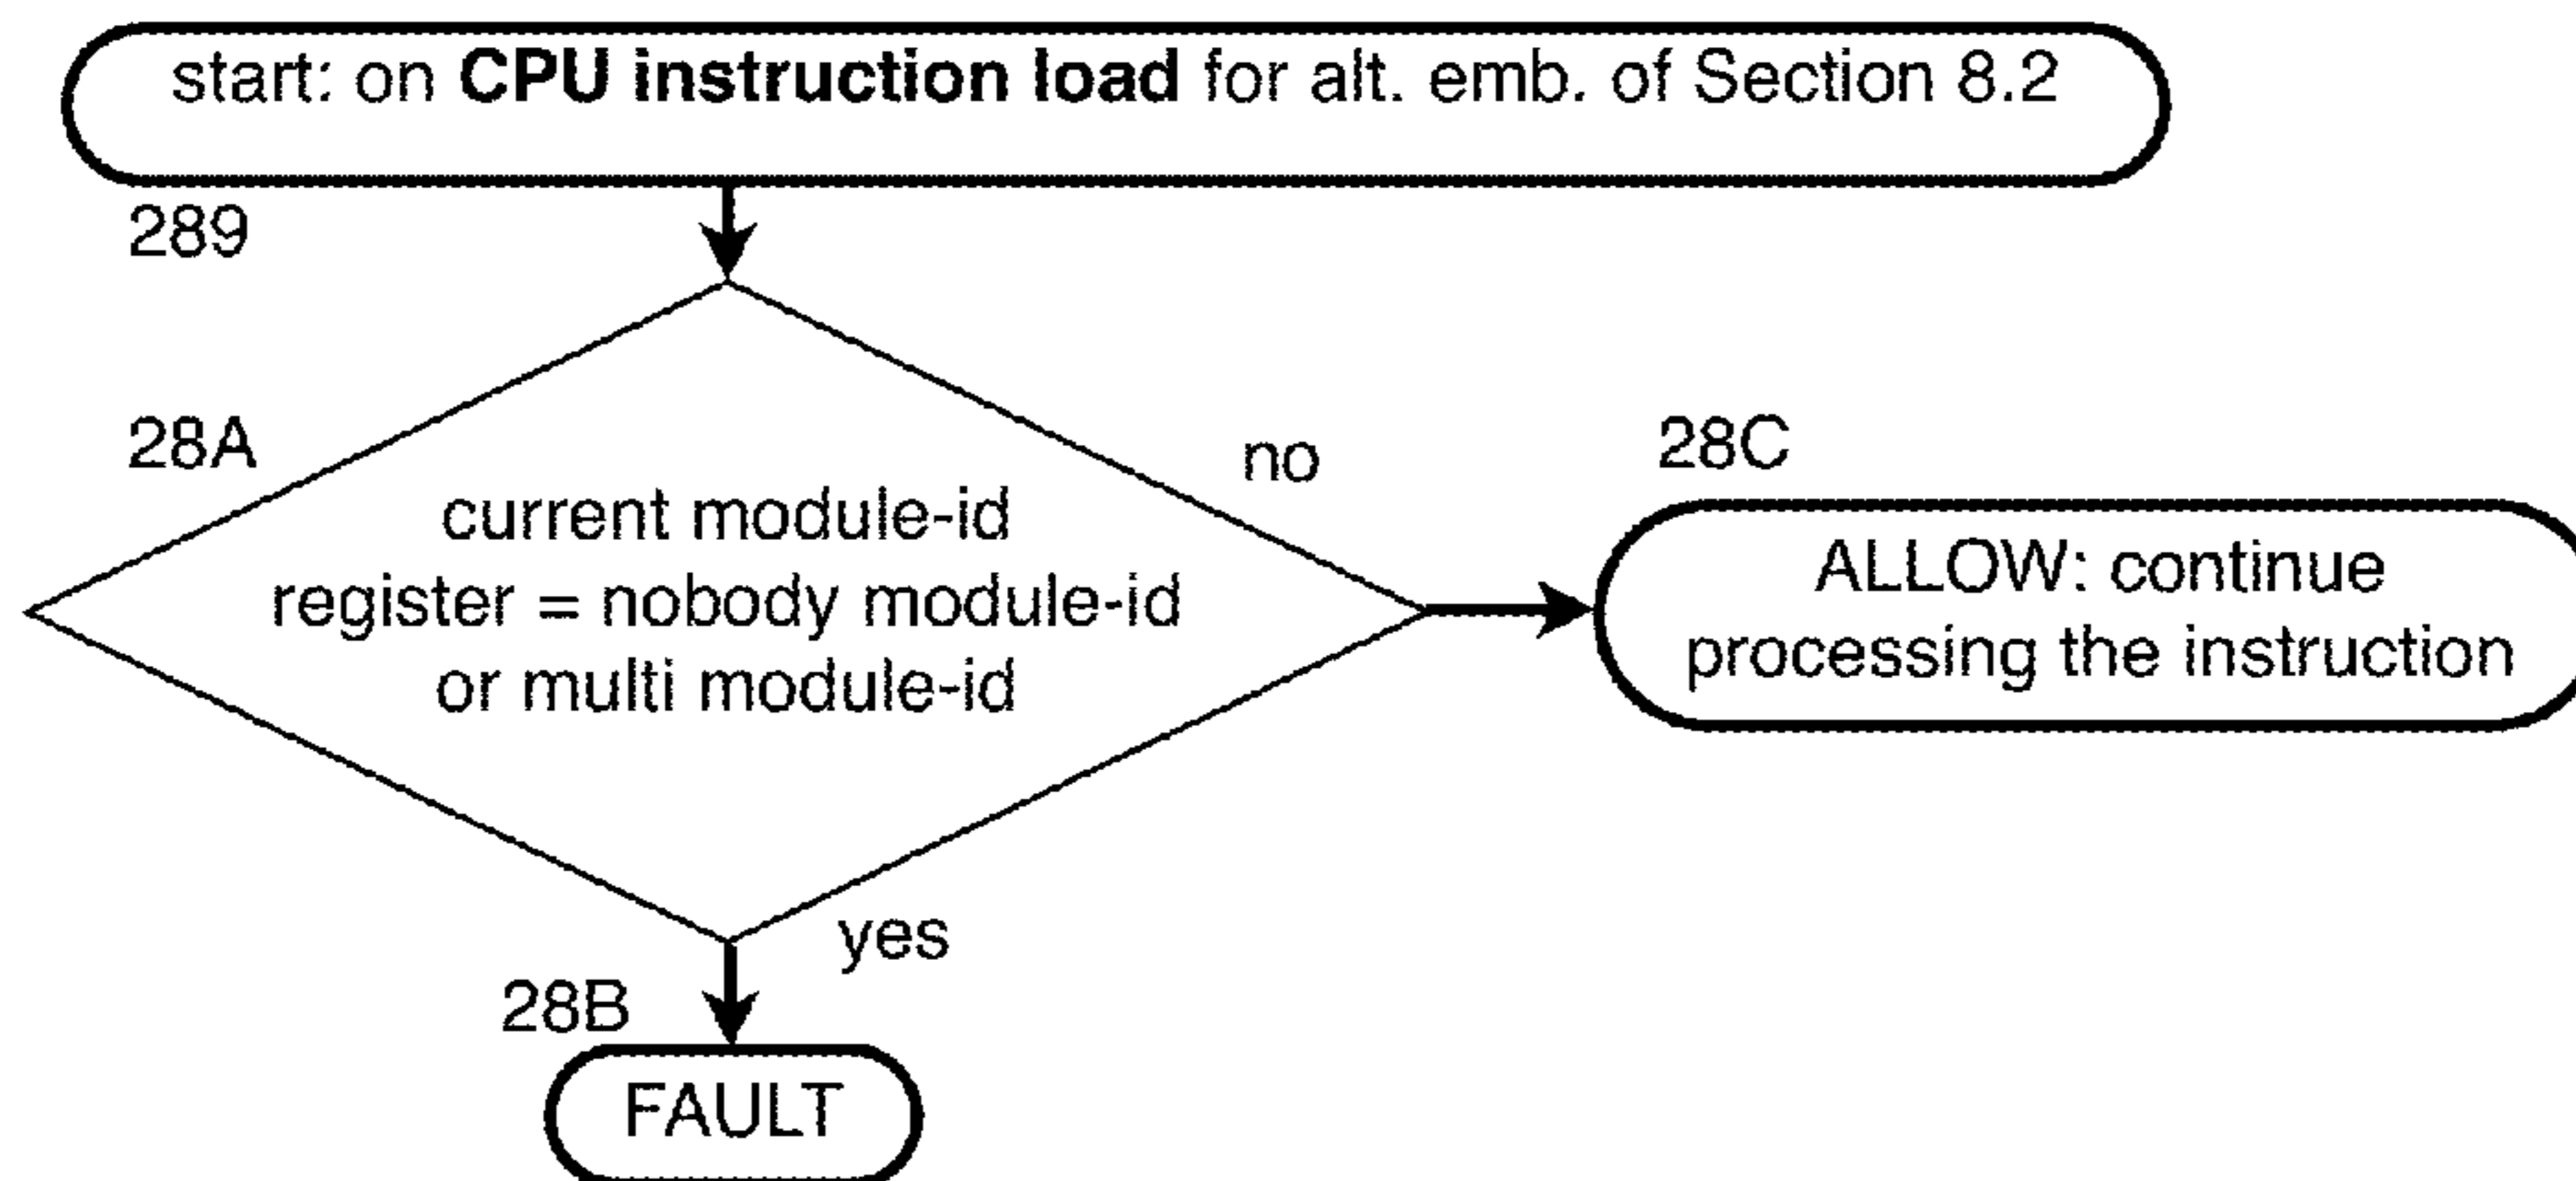 start: on CPU instruction load for alt. emb. of Section 8.2
289
28A
current module-id
register = nobody module-id
or multi module-id
no
28C
ALLOW: continue
processing the instruction
yes
28B
FAULT